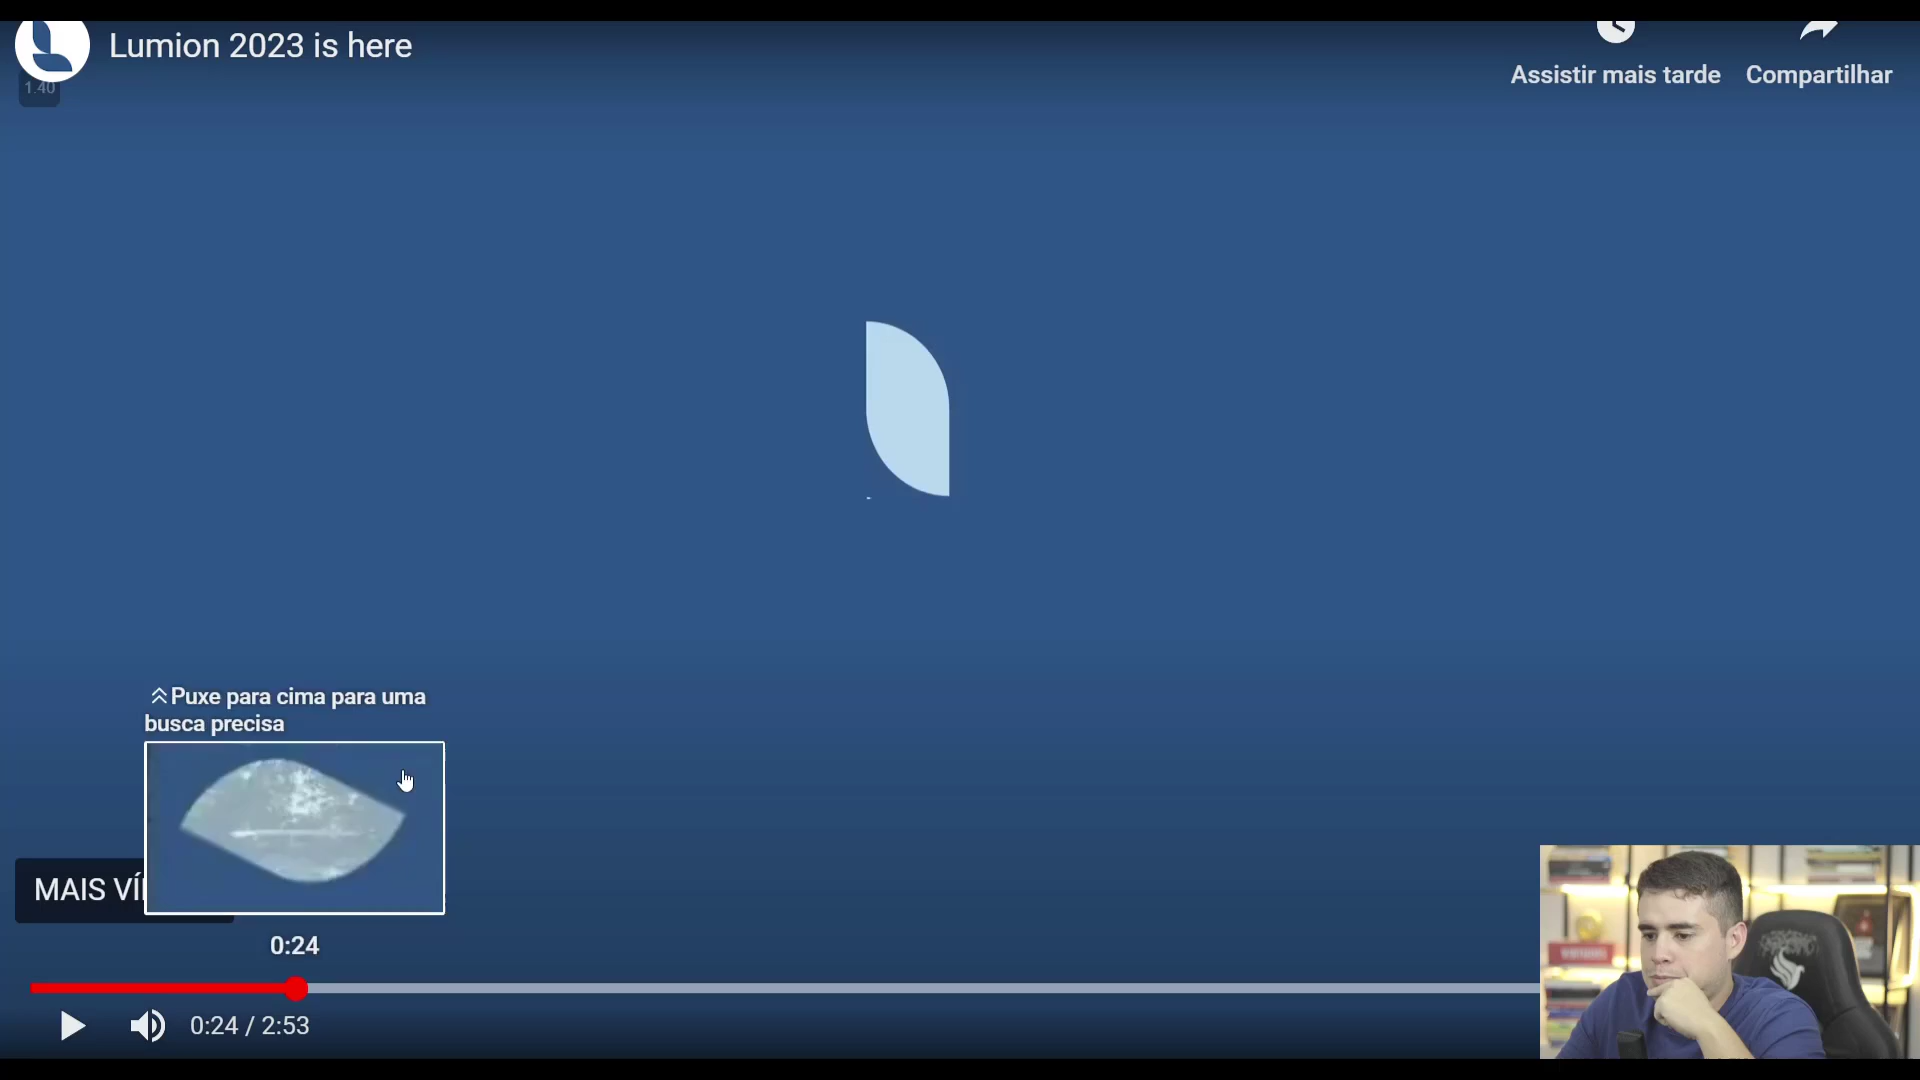 Lumion 2023 is here
1.40
Assistir mais tarde
Compartilhar
Puxe para cima para uma
busca precisa
MAIS VÍ
0:24
0:24 / 2:53